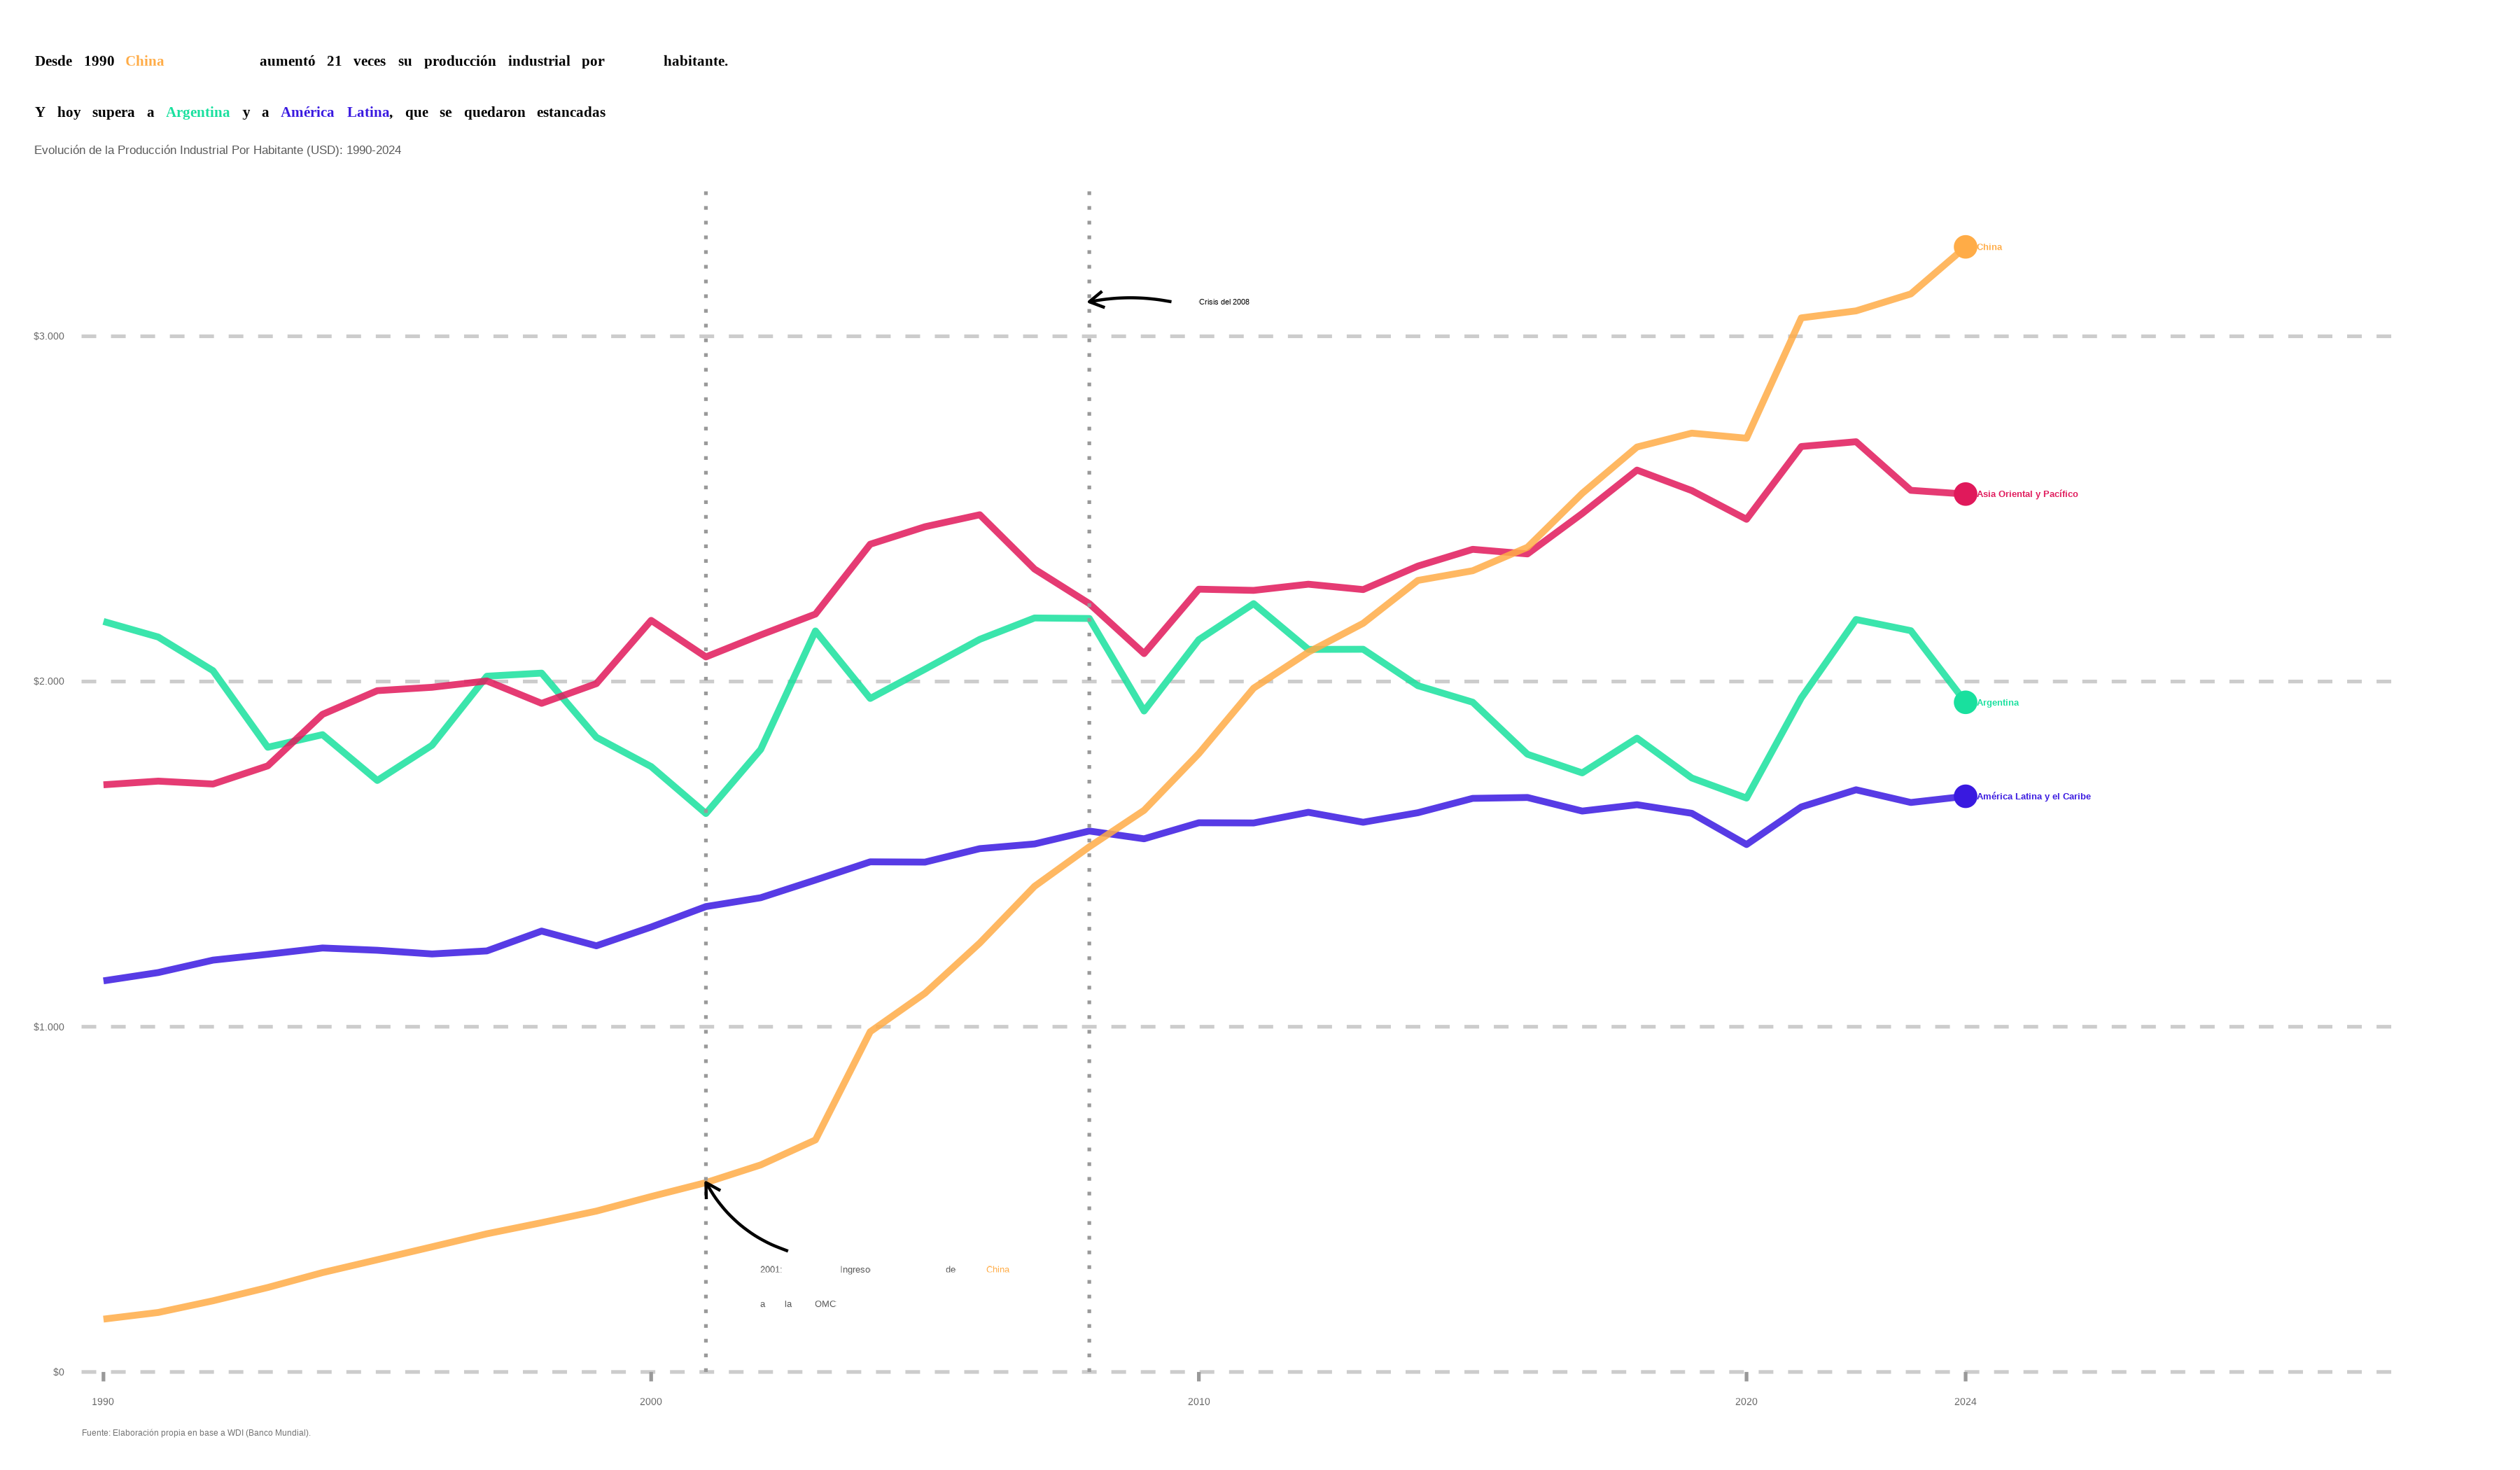 Desde 1990 China aumentó 21 veces su producción industrial por habitante.
Y hoy supera a Argentina y a América Latina, que se quedaron estancadas
Evolución de la Producción Industrial Por Habitante (USD): 1990-2024
China
Crisis del 2008
$3.000
Asia Oriental y Pacífico
$2.000
Argentina
América Latina y el Caribe
$1.000
2001: Ingreso de China
a la OMC
$0
1990 2000 2010 2020 2024
Fuente: Elaboración propia en base a WDI (Banco Mundial).